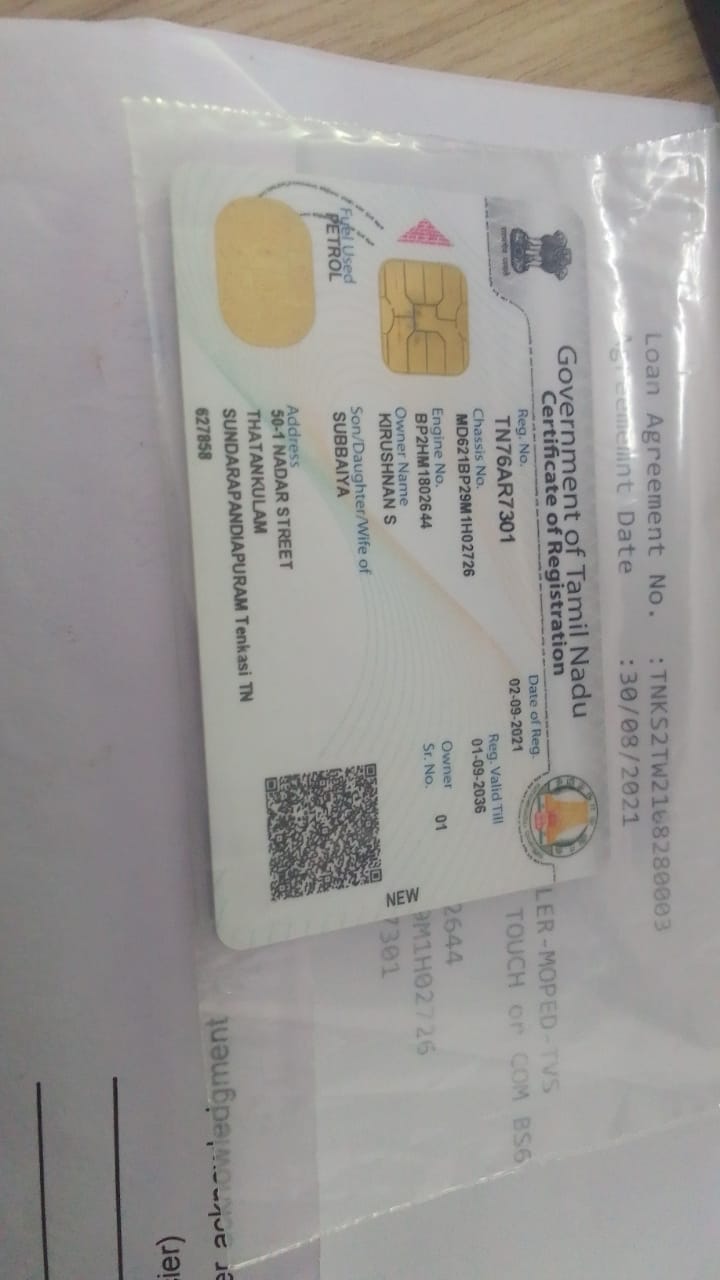 Loan Agreement No. :TNKS2TW2168280003
Agreement Date :30/08/2021
LER-MOPED-TVS
TOUCH or COM BS6
2644
9M1H02726
7301
Government of Tamil Nadu
Certificate of Registration
Reg. No.
TN76AR7301
Date of Reg.
02-09-2021
Chassis No.
MD621BP29M1H02726
Reg. Valid Till
01-09-2036
Engine No.
BP2HM1802644
Owner
Sr. No.
01
Owner Name
KIRUSHNAN S
Son/Daughter/Wife of
SUBBAIYA
Fuel Used
PETROL
Address
50-1 NADAR STREET
THATANKULAM
SUNDARAPANDIAPURAM Tenkasi TN
627858
NEW
ier)